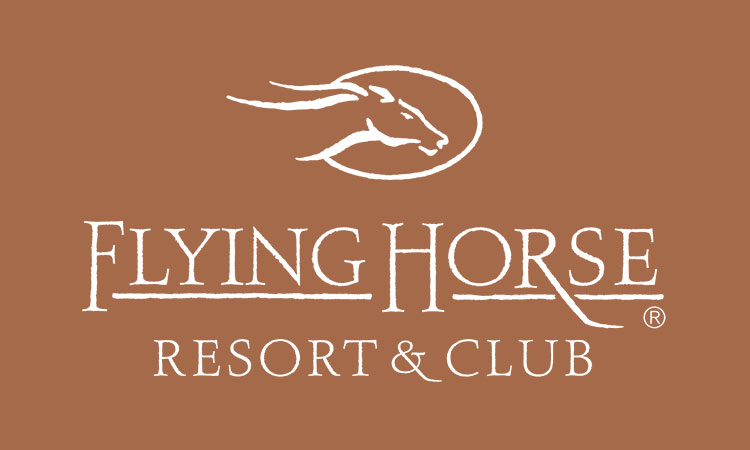 FLYING HORSE ®
RESORT & CLUB